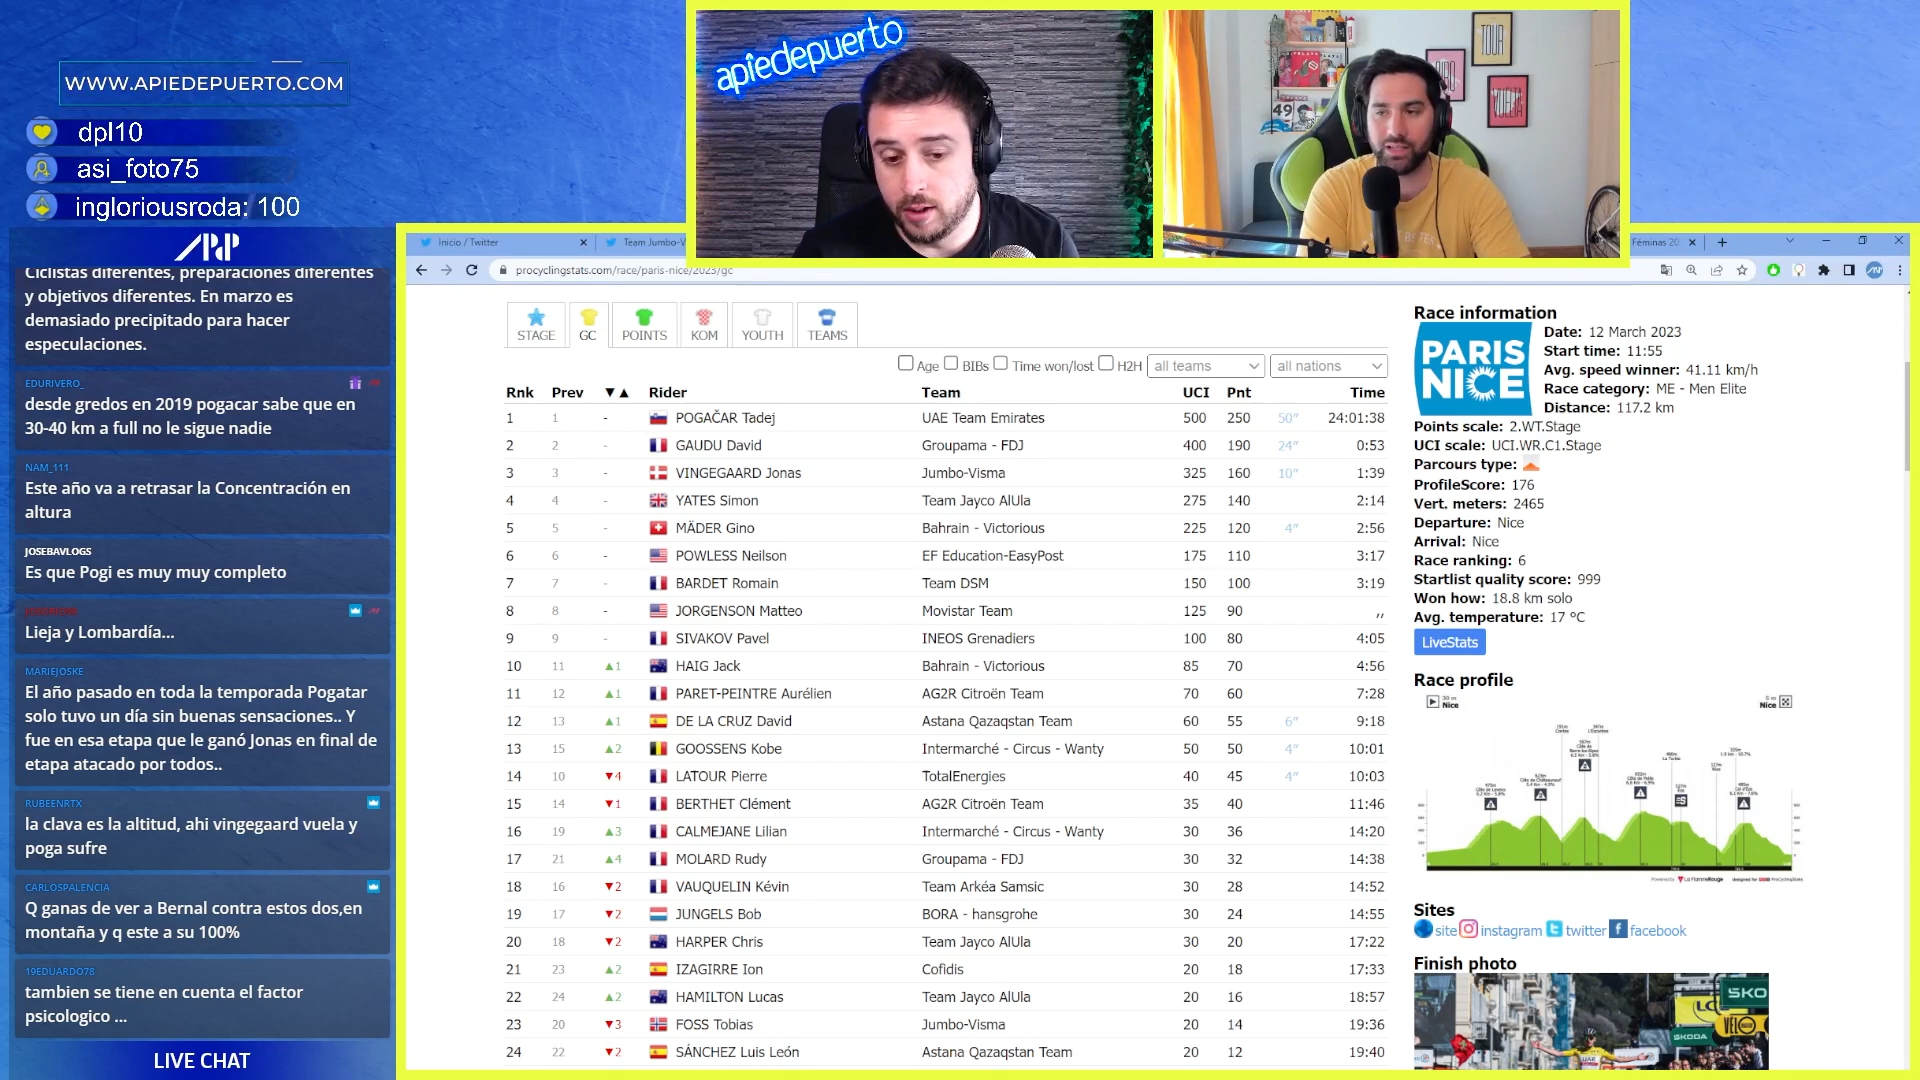 WWW.APIEDEPUERTO.COM
dpl10
asi_foto75
ingloriousroda: 100
apiedepuerto
TOUR
GIRO
VUELTA
49
Ciclistas diferentes, preparaciones diferentes
y objetivos diferentes. En marzo es
demasiado precipitado para hacer
especulaciones.
EDURIVERO_
desde gredos en 2019 pogacar sabe que en
30-40 km a full no le sigue nadie
NAM_111
Este año va a retrasar la Concentración en
altura
JOSEBAVLOGS
Es que Pogi es muy muy completo
Lieja y Lombardía...
MARIEJOSKE
El año pasado en toda la temporada Pogatar
solo tuvo un día sin buenas sensaciones.. Y
fue en esa etapa que le ganó Jonas en final de
etapa atacado por todos..
RUBEENRTX
la clava es la altitud, ahi vingegaard vuela y
poga sufre
CARLOSPALENCIA
Q ganas de ver a Bernal contra estos dos,en
montaña y q este a su 100%
19EDUARDO78
tambien se tiene en cuenta el factor
psicologico ...
LIVE CHAT
Inicio / Twitter
Team Jumbo-V
Féminas 20
procyclingstats.com/race/paris-nice/2023/gc
STAGE GC POINTS KOM YOUTH TEAMS
Age BIBs Time won/lost H2H all teams all nations
Rnk Prev ▼▲ Rider Team UCI Pnt Time
1 1 - POGAČAR Tadej UAE Team Emirates 500 250 50″ 24:01:38
2 2 - GAUDU David Groupama - FDJ 400 190 24″ 0:53
3 3 - VINGEGAARD Jonas Jumbo-Visma 325 160 10″ 1:39
4 4 - YATES Simon Team Jayco AlUla 275 140 2:14
5 5 - MÄDER Gino Bahrain - Victorious 225 120 4″ 2:56
6 6 - POWLESS Neilson EF Education-EasyPost 175 110 3:17
7 7 - BARDET Romain Team DSM 150 100 3:19
8 8 - JORGENSON Matteo Movistar Team 125 90 ,,
9 9 - SIVAKOV Pavel INEOS Grenadiers 100 80 4:05
10 11 ▲1 HAIG Jack Bahrain - Victorious 85 70 4:56
11 12 ▲1 PARET-PEINTRE Aurélien AG2R Citroën Team 70 60 7:28
12 13 ▲1 DE LA CRUZ David Astana Qazaqstan Team 60 55 6″ 9:18
13 15 ▲2 GOOSSENS Kobe Intermarché - Circus - Wanty 50 50 4″ 10:01
14 10 ▼4 LATOUR Pierre TotalEnergies 40 45 4″ 10:03
15 14 ▼1 BERTHET Clément AG2R Citroën Team 35 40 11:46
16 19 ▲3 CALMEJANE Lilian Intermarché - Circus - Wanty 30 36 14:20
17 21 ▲4 MOLARD Rudy Groupama - FDJ 30 32 14:38
18 16 ▼2 VAUQUELIN Kévin Team Arkéa Samsic 30 28 14:52
19 17 ▼2 JUNGELS Bob BORA - hansgrohe 30 24 14:55
20 18 ▼2 HARPER Chris Team Jayco AlUla 30 20 17:22
21 23 ▲2 IZAGIRRE Ion Cofidis 20 18 17:33
22 24 ▲2 HAMILTON Lucas Team Jayco AlUla 20 16 18:57
23 20 ▼3 FOSS Tobias Jumbo-Visma 20 14 19:36
24 22 ▼2 SÁNCHEZ Luis León Astana Qazaqstan Team 20 12 19:40
Race information
PARIS
NICE
Date: 12 March 2023
Start time: 11:55
Avg. speed winner: 41.11 km/h
Race category: ME - Men Elite
Distance: 117.2 km
Points scale: 2.WT.Stage
UCI scale: UCI.WR.C1.Stage
Parcours type:
ProfileScore: 176
Vert. meters: 2465
Departure: Nice
Arrival: Nice
Race ranking: 6
Startlist quality score: 999
Won how: 18.8 km solo
Avg. temperature: 17 °C
LiveStats
Race profile
Nice
Nice
Sites
site instagram twitter facebook
Finish photo
SKO
SKODA